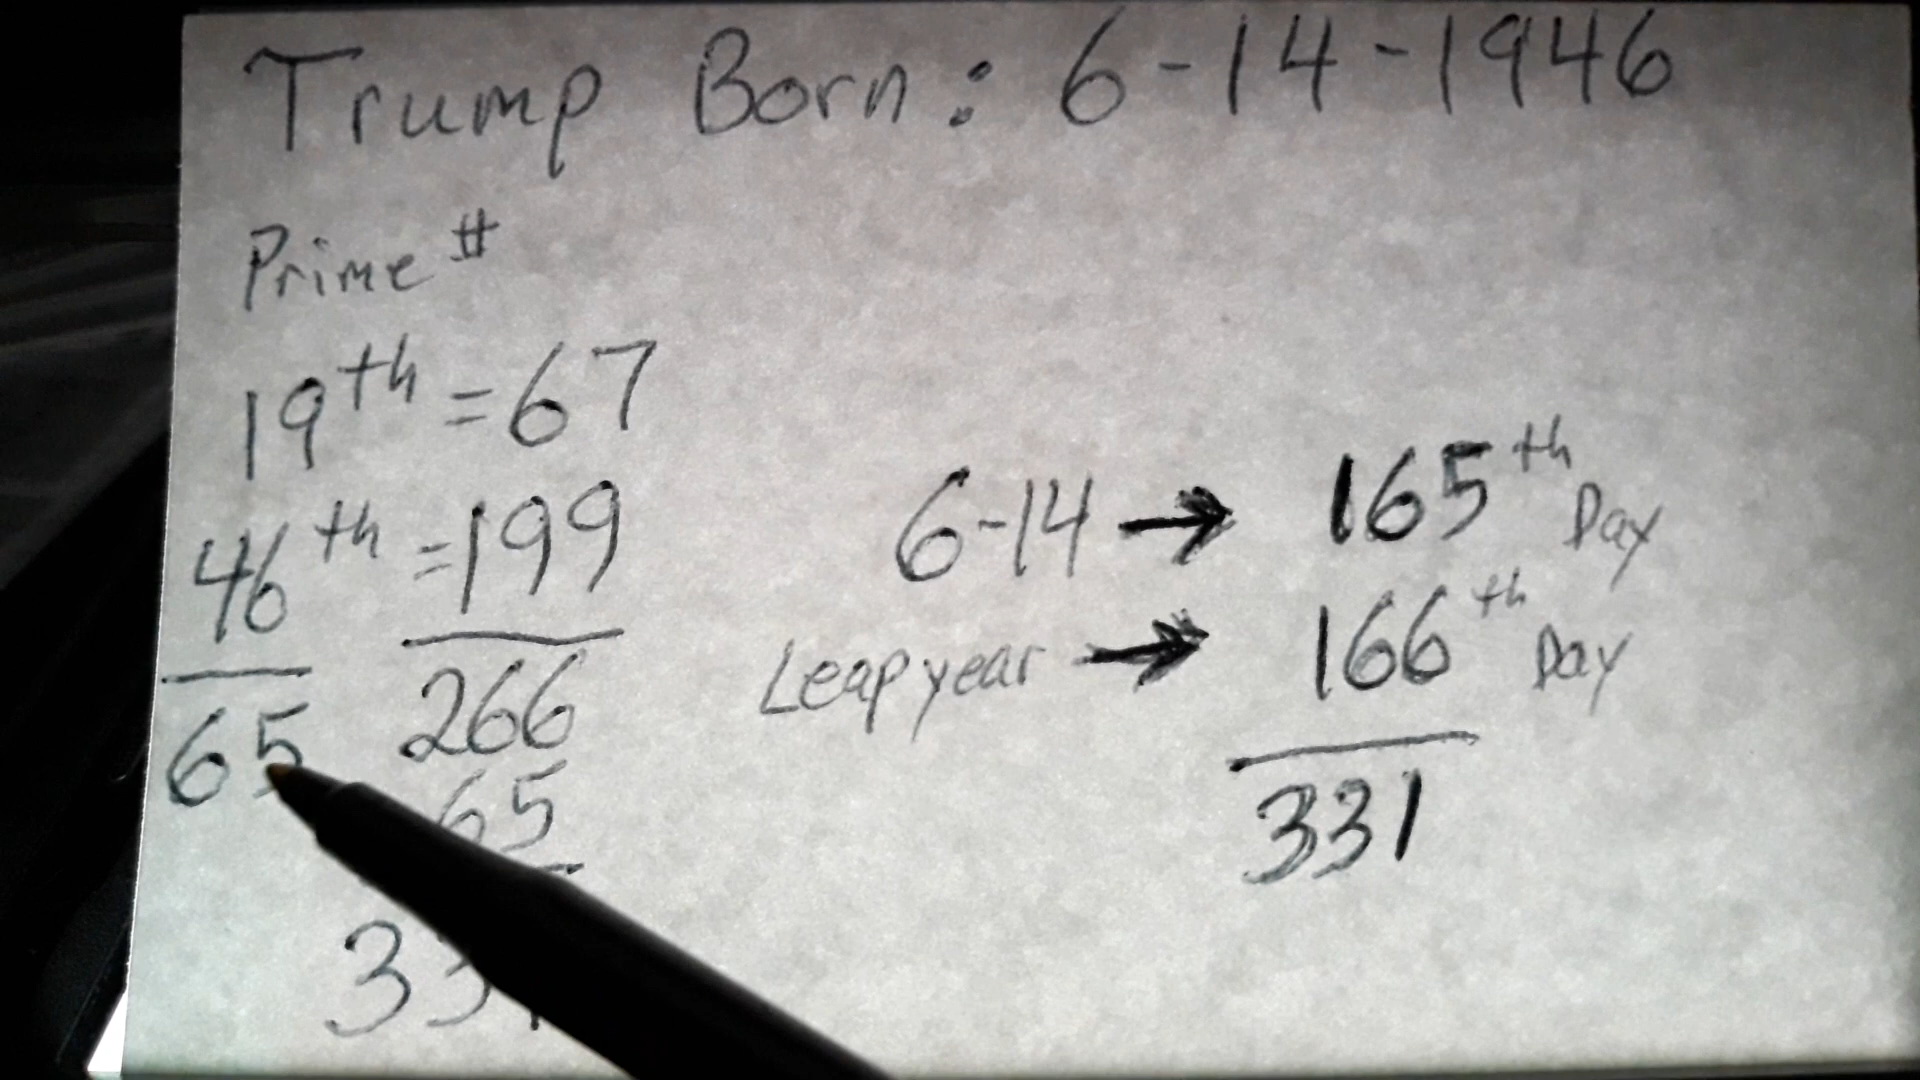 Trump Born: 6-14-1946
Prime #
19th = 67
46th = 199
65 266
65
6-14 → 165th Day
Leap year → 166th Day
331